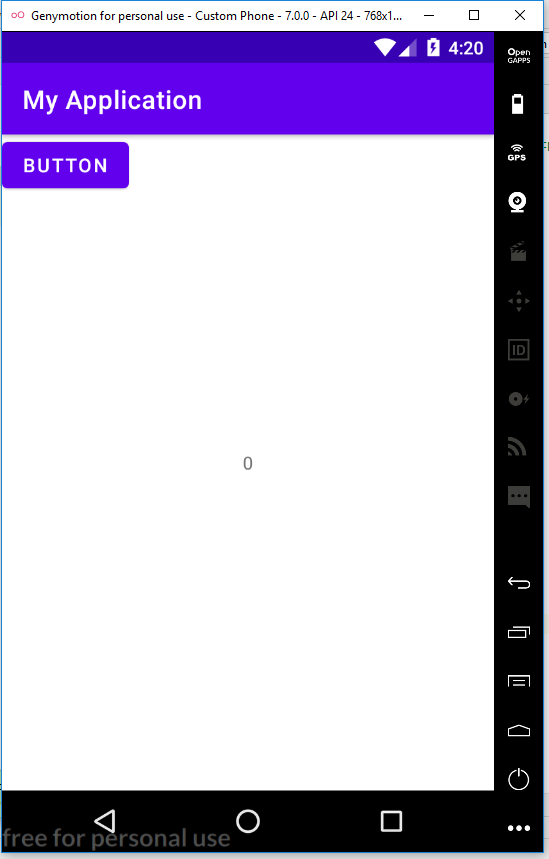 Genymotion for personal use - Custom Phone - 7.0.0 - API 24 - 768x1...
4:20
Open
GAPPS
My Application
GPS
BUTTON
ID
0
free for personal use